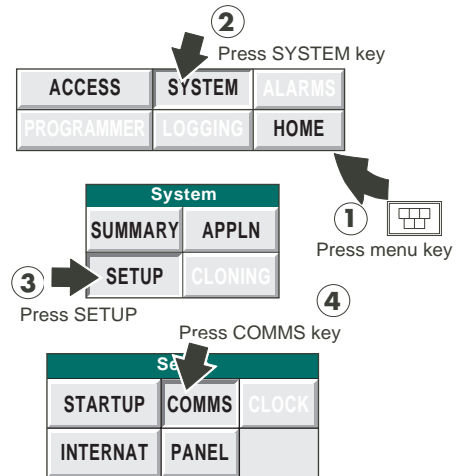 2
Press SYSTEM key
ACCESS SYSTEM ALARMS
PROGRAMMER LOGGING HOME
1
Press menu key
System
SUMMARY APPLN
SETUP CLONING
3
Press SETUP
4
Press COMMS key
STARTUP COMMS CLOCK
INTERNAT PANEL